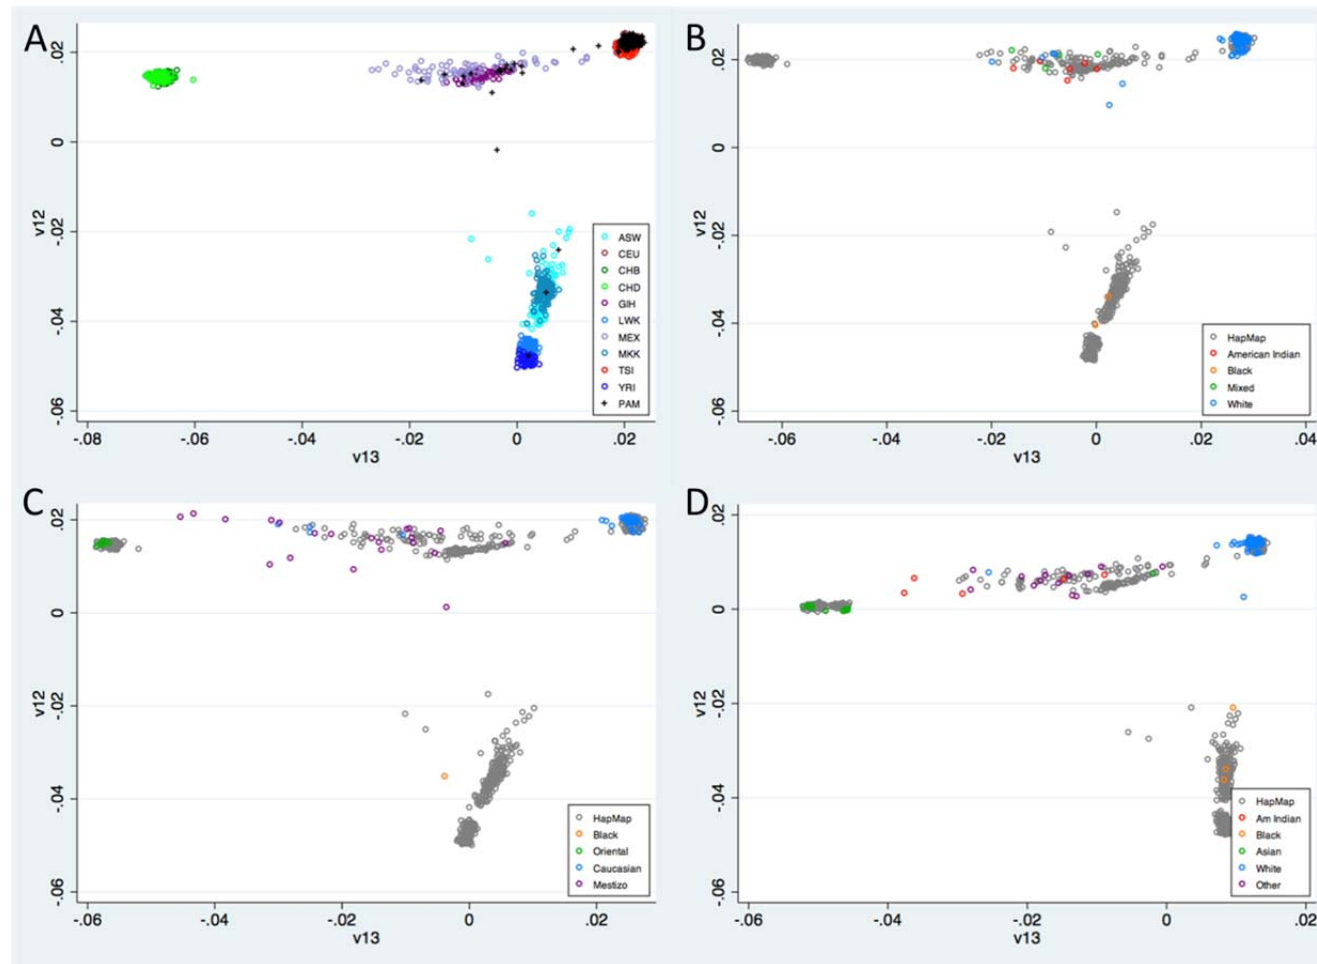 A
v12
.02
0
-.02
-.04
-.06
-.08
-.06
-.04
-.02
0
.02
v13
ASW
CEU
CHB
CHD
GIH
LWK
MEX
MKK
TSI
YRI
PAM
B
v12
.02
0
-.02
-.04
-.06
-.06
-.04
-.02
0
.02
.04
v13
HapMap
American Indian
Black
Mixed
White
C
v12
.02
0
-.02
-.04
-.06
-.06
-.04
-.02
0
.02
v13
HapMap
Black
Oriental
Caucasian
Mestizo
D
v12
.02
0
-.02
-.04
-.06
-.06
-.04
-.02
0
.02
v13
HapMap
Am Indian
Black
Asian
White
Other